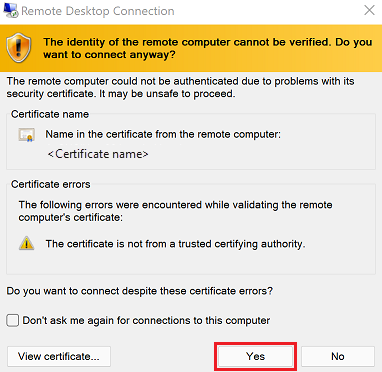 Remote Desktop Connection
The identity of the remote computer cannot be verified. Do you
want to connect anyway?
The remote computer could not be authenticated due to problems with its
security certificate. It may be unsafe to proceed.
Certificate name
Name in the certificate from the remote computer:
<Certificate name>
Certificate errors
The following errors were encountered while validating the remote
computer's certificate:
The certificate is not from a trusted certifying authority.
Do you want to connect despite these certificate errors?
Don't ask me again for connections to this computer
View certificate... Yes No